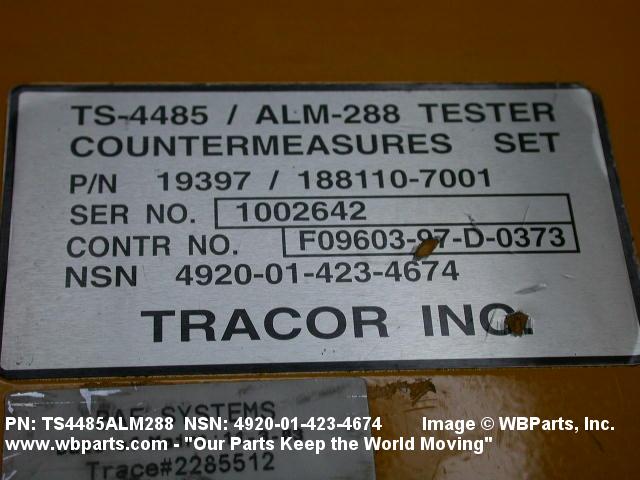 TS-4485 / ALM-288 TESTER
COUNTERMEASURES SET
P/N 19397 / 188110-7001
SER NO. 1002642
CONTR NO. F09603-97-D-0373
NSN 4920-01-423-4674
TRACOR INC.
BAE SYSTEMS
PN: TS4485ALM288 NSN: 4920-01-423-4674 Image © WBParts, Inc.
www.wbparts.com - "Our Parts Keep the World Moving"
Trace#2285512